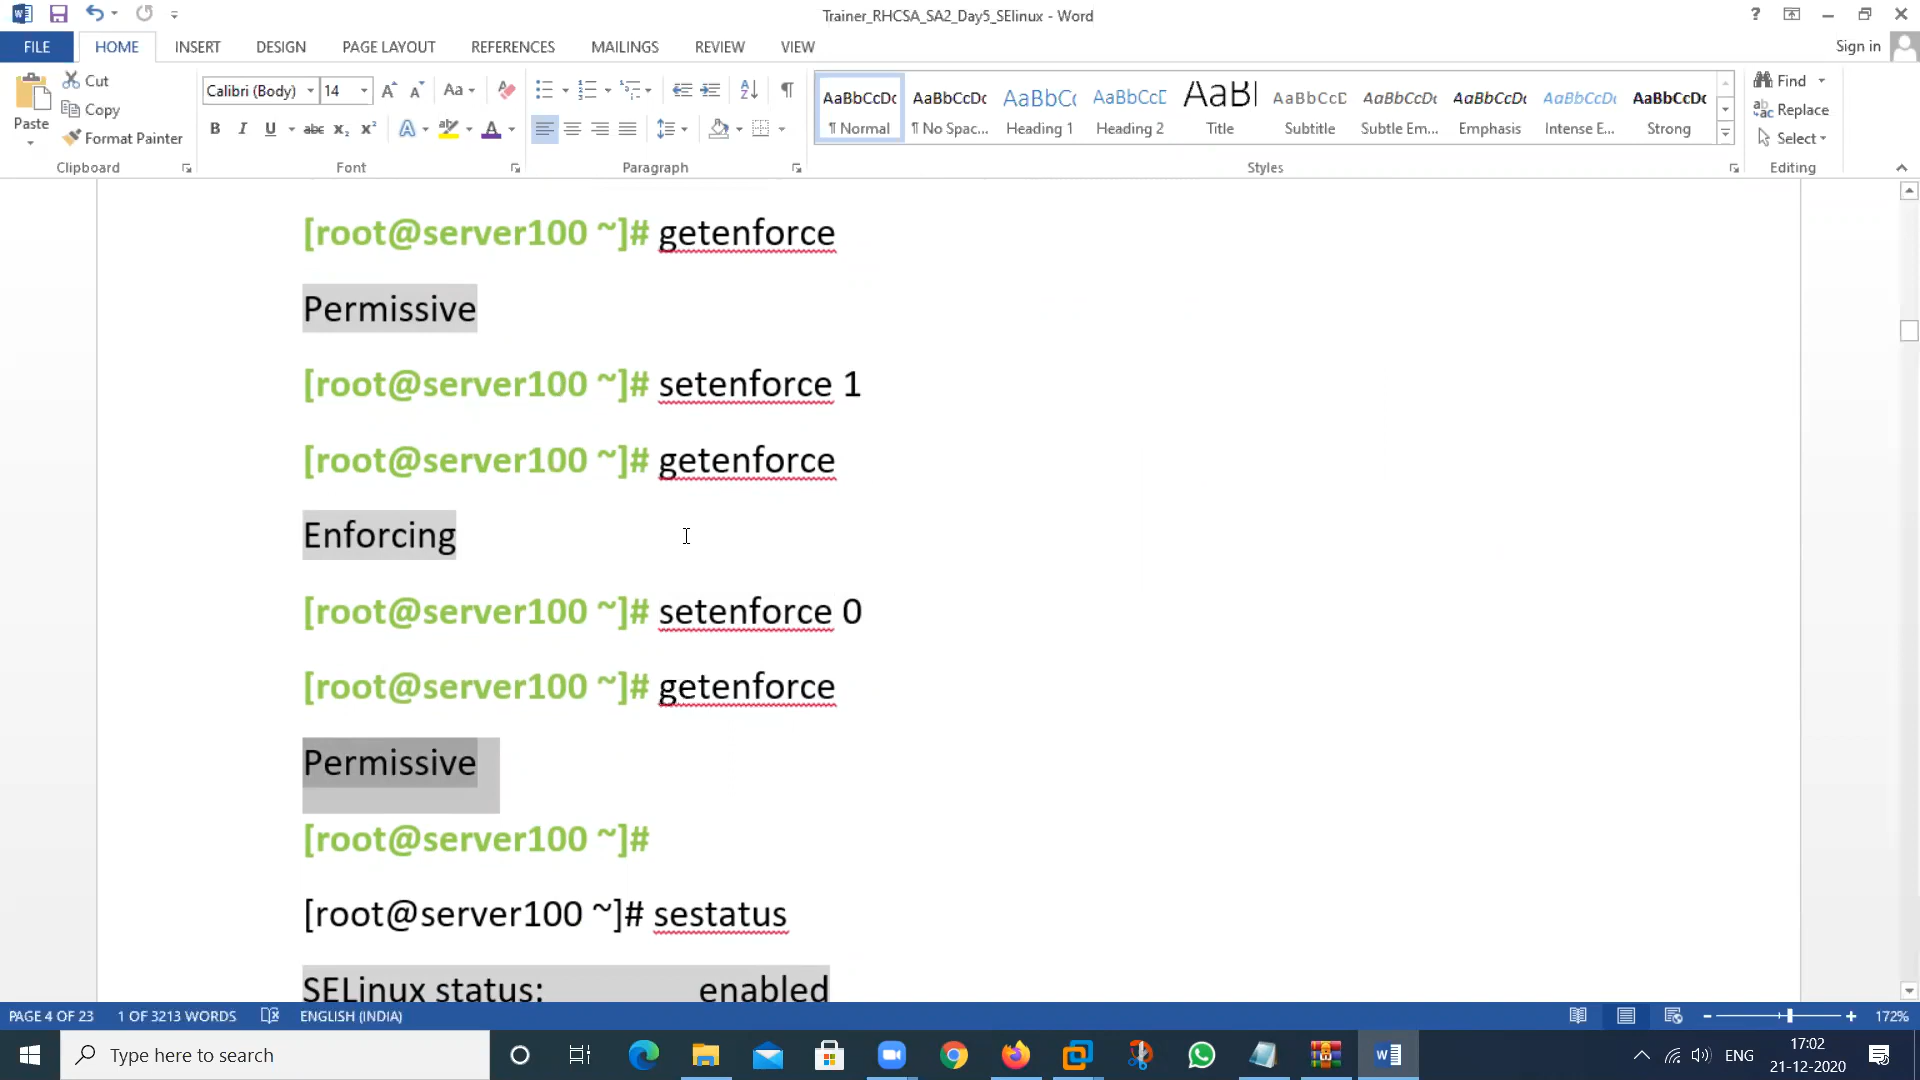 Trainer_RHCSA_SA2_Day5_SElinux - Word
FILE HOME INSERT DESIGN PAGE LAYOUT REFERENCES MAILINGS REVIEW VIEW Sign in
Paste
Cut
Copy
Format Painter
Clipboard
Calibri (Body) 14
Font
Paragraph
AaBbCcDc AaBbCcDc AaBbC AaBbCcD AaB AaBbCcD AaBbCcDc AaBbCcDc AaBbCcDc AaBbCcDc
¶ Normal ¶ No Spac... Heading 1 Heading 2 Title Subtitle Subtle Em... Emphasis Intense E... Strong
Styles
Find
Replace
Select
Editing
[root@server100 ~]# getenforce
Permissive
[root@server100 ~]# setenforce 1
[root@server100 ~]# getenforce
Enforcing
[root@server100 ~]# setenforce 0
[root@server100 ~]# getenforce
Permissive
[root@server100 ~]#
[root@server100 ~]# sestatus
SELinux status: enabled
PAGE 4 OF 23 1 OF 3213 WORDS ENGLISH (INDIA) 172%
Type here to search
ENG
17:02
21-12-2020